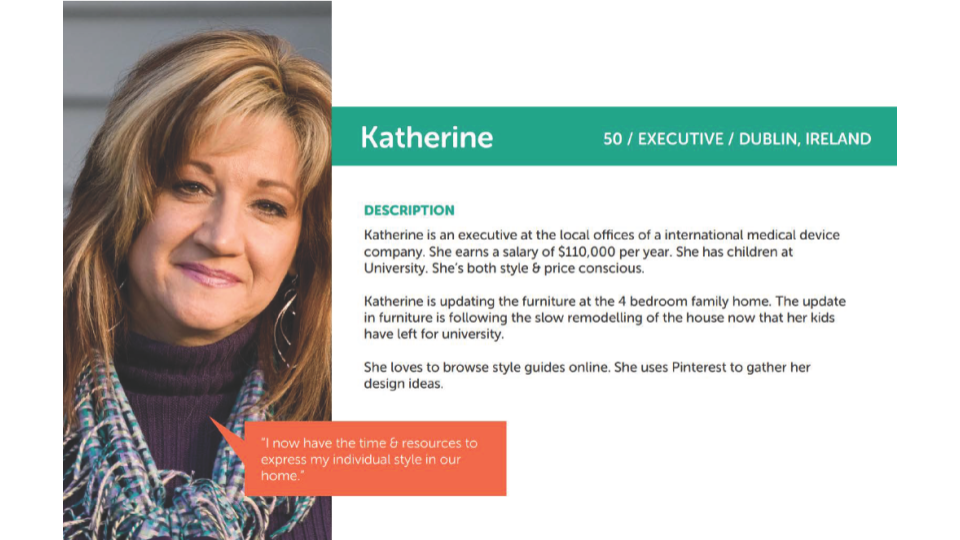 Katherine
50 / EXECUTIVE / DUBLIN, IRELAND
DESCRIPTION
Katherine is an executive at the local offices of a international medical device
company. She earns a salary of $110,000 per year. She has children at
University. She's both style & price conscious.
Katherine is updating the furniture at the 4 bedroom family home. The update
in furniture is following the slow remodelling of the house now that her kids
have left for university.
She loves to browse style guides online. She uses Pinterest to gather her
design ideas.
"I now have the time & resources to
express my individual style in our
home."